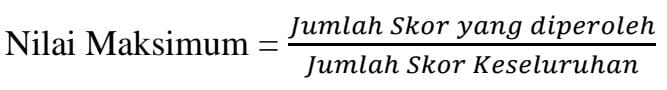 Nilai Maksimum = Jumlah Skor yang diperoleh
Jumlah Skor Keseluruhan